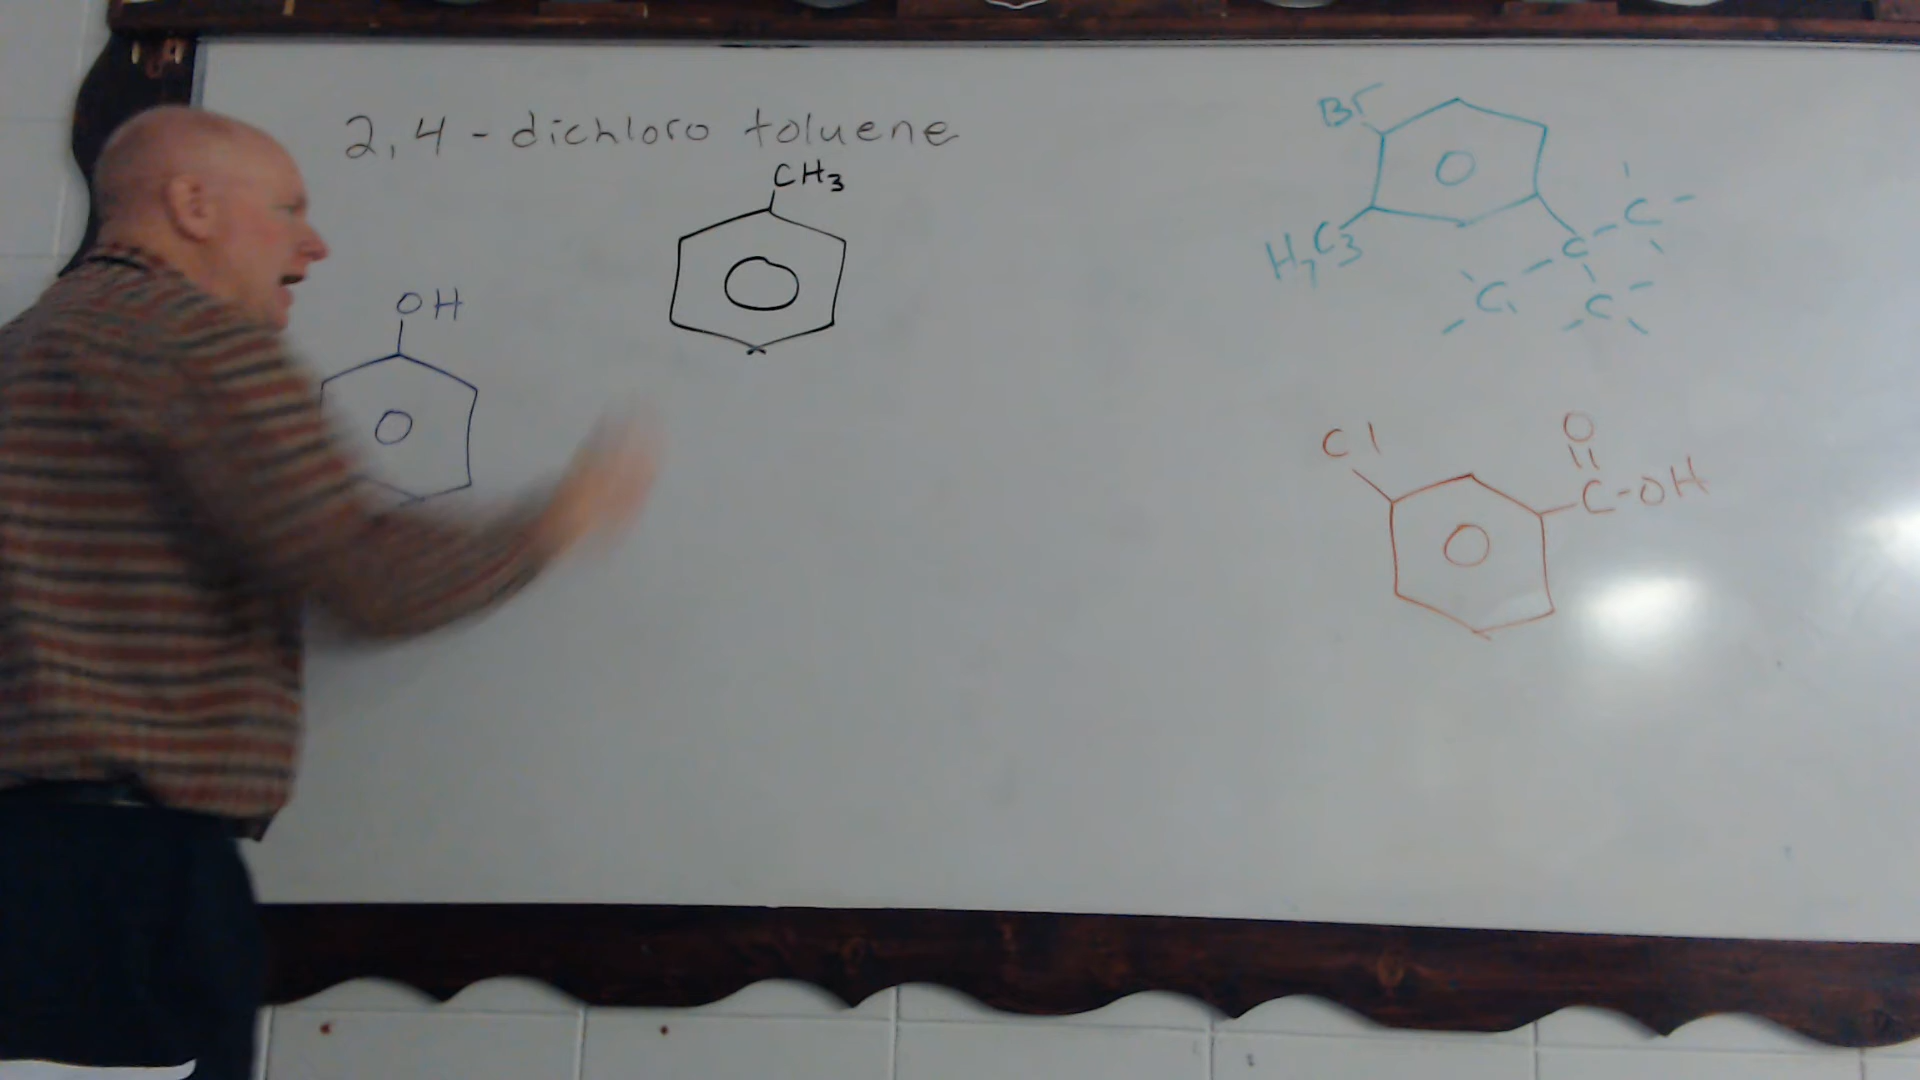 2,4-dichloro toluene
CH3
OH
Br
H7C3
C
C
C
C
Cl
O
C-OH